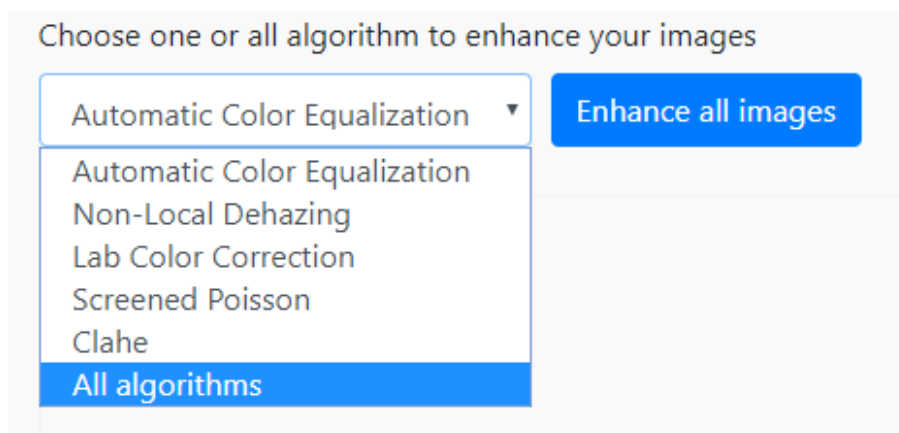 Choose one or all algorithm to enhance your images
Automatic Color Equalization
Enhance all images
Automatic Color Equalization
Non-Local Dehazing
Lab Color Correction
Screened Poisson
Clahe
All algorithms